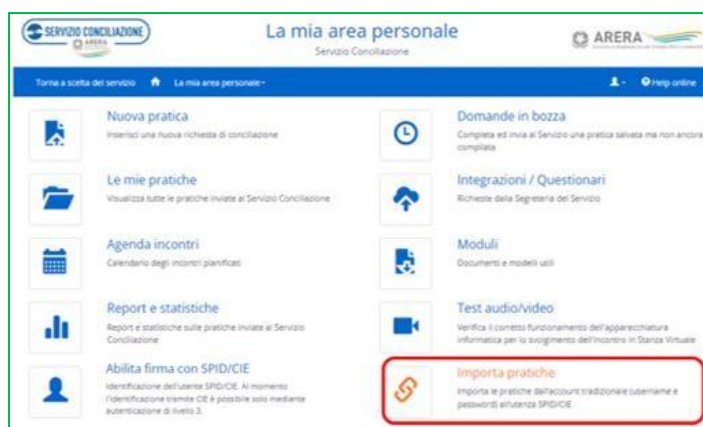 SERVIZIO CONCILIAZIONE
ARERA
La mia area personale
Servizio Conciliazione
ARERA
Torna a scelta del servizio La mia area personale
Help online
Nuova pratica
Inserisci una nuova richiesta di conciliazione
Domande in bozza
Completa ed invia al Servizio una pratica salvata ma non ancora
compilata
Le mie pratiche
Visualizza tutte le pratiche inviate al Servizio Conciliazione
Integrazioni / Questionari
Richieste dalla Segreteria del Servizio
Agenda incontri
Calendario degli incontri pianificati
Moduli
Documenti e modelli utili
Report e statistiche
Report e statistiche sulle pratiche inviate al Servizio
Conciliazione
Test audio/video
Verifica il corretto funzionamento dell'apparecchiatura
informatica per lo svolgimento dell'incontro in Stanza Virtuale
Abilita firma con SPID/CIE
Identificazione dell'utente SPID/CIE. Al momento
l'identificazione tramite CIE è possibile solo mediante
autenticazione di livello 3.
Importa pratiche
Importa le pratiche dall'account tradizionale (username e
password) all'utenza SPID/CIE